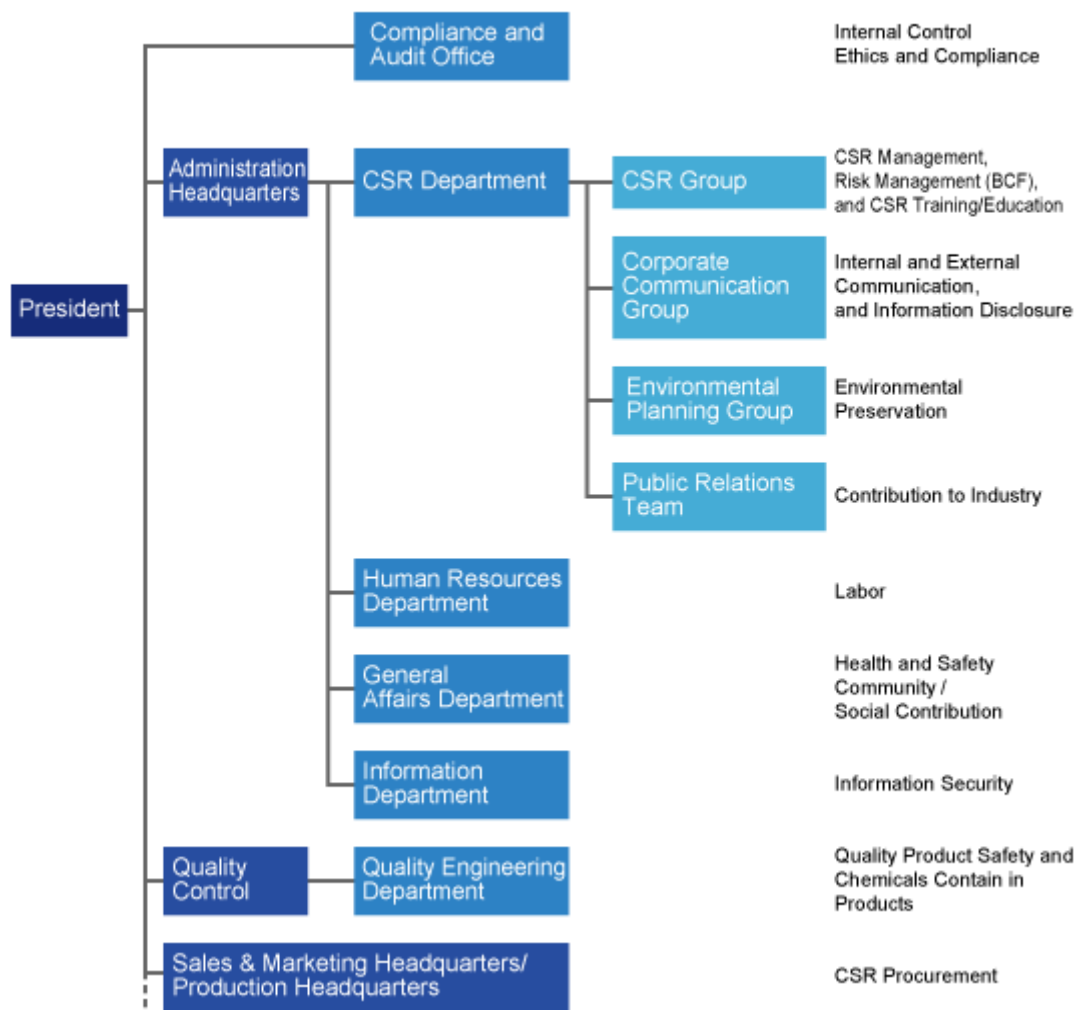 Compliance and
Audit Office
Internal Control
Ethics and Compliance
Administration
Headquarters
CSR Department
CSR Group
CSR Management,
Risk Management (BCF),
and CSR Training/Education
Corporate
Communication
Group
Internal and External
Communication,
and Information Disclosure
President
Environmental
Planning Group
Environmental
Preservation
Public Relations
Team
Contribution to Industry
Human Resources
Department
Labor
General
Affairs Department
Health and Safety
Community /
Social Contribution
Information
Department
Information Security
Quality
Control
Quality Engineering
Department
Quality Product Safety and
Chemicals Contain in
Products
Sales & Marketing Headquarters/
Production Headquarters
CSR Procurement